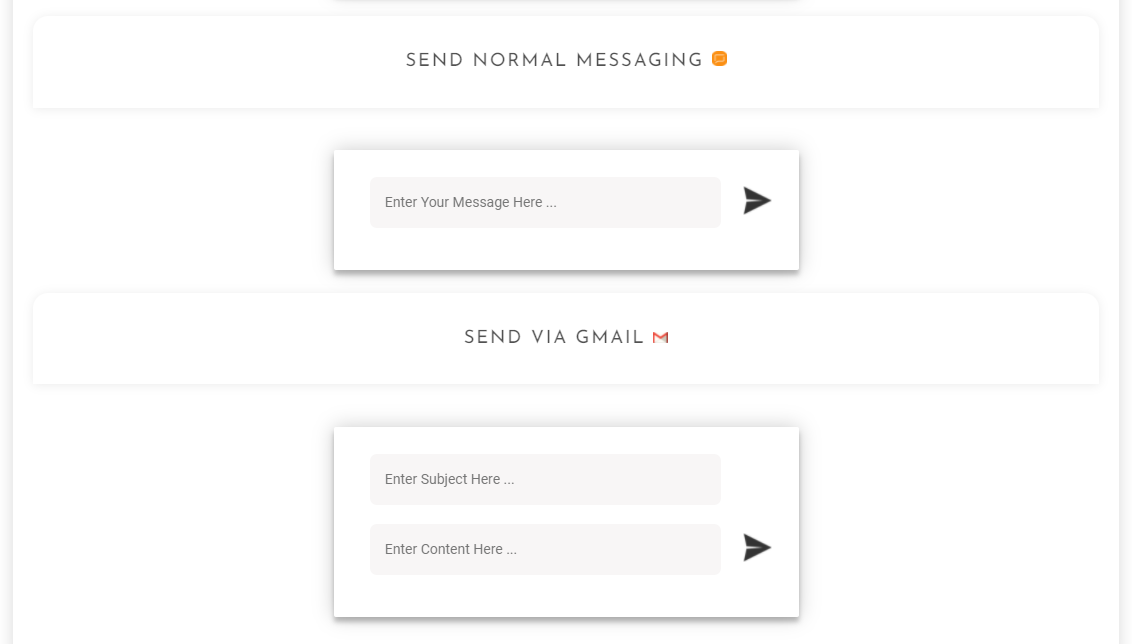 SEND NORMAL MESSAGING
Enter Your Message Here ...
SEND VIA GMAIL
Enter Subject Here ...
Enter Content Here ...